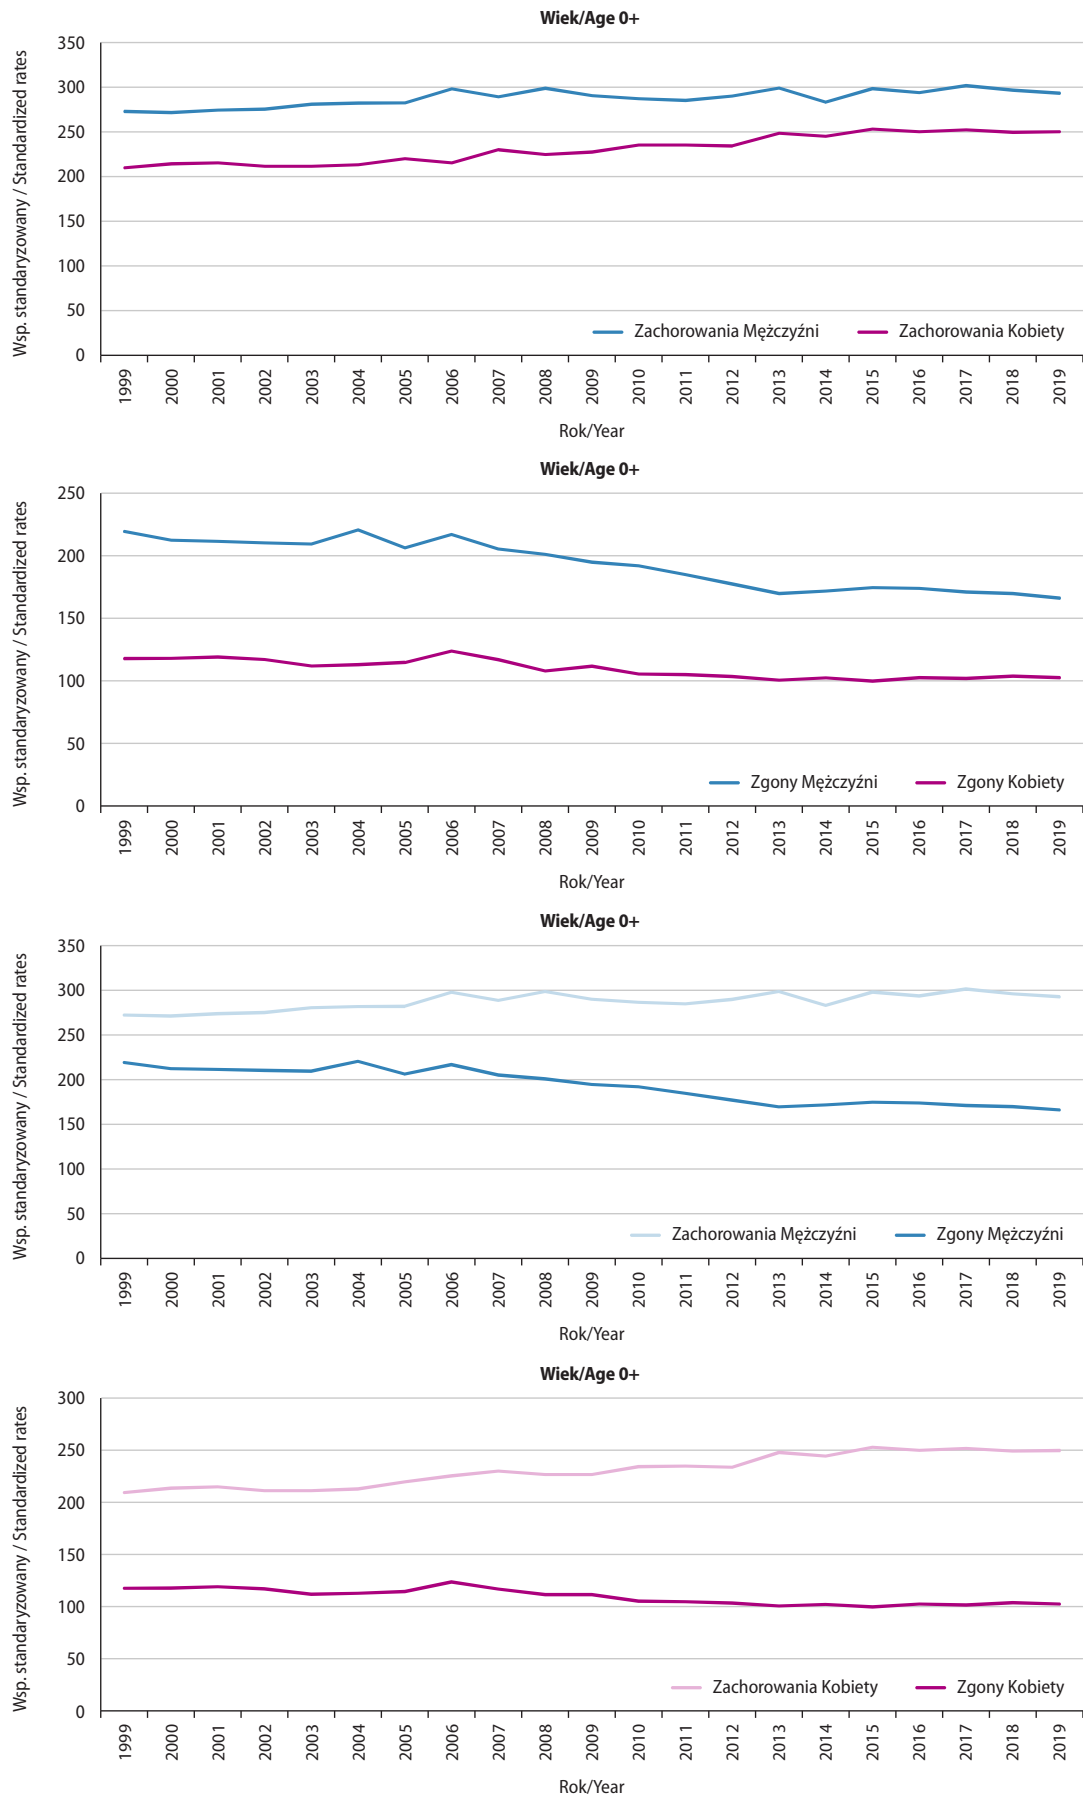 Wiek/Age 0+
Wsp. standaryzowany / Standardized rates
350
300
250
200
150
100
50
0
Zachorowania Mężczyźni Zachorowania Kobiety
1999 2000 2001 2002 2003 2004 2005 2006 2007 2008 2009 2010 2011 2012 2013 2014 2015 2016 2017 2018 2019
Rok/Year
Wiek/Age 0+
Wsp. standaryzowany / Standardized rates
250
200
150
100
50
0
Zgony Mężczyźni Zgony Kobiety
1999 2000 2001 2002 2003 2004 2005 2006 2007 2008 2009 2010 2011 2012 2013 2014 2015 2016 2017 2018 2019
Rok/Year
Wiek/Age 0+
Wsp. standaryzowany / Standardized rates
350
300
250
200
150
100
50
0
Zachorowania Mężczyźni Zgony Mężczyźni
1999 2000 2001 2002 2003 2004 2005 2006 2007 2008 2009 2010 2011 2012 2013 2014 2015 2016 2017 2018 2019
Rok/Year
Wiek/Age 0+
Wsp. standaryzowany / Standardized rates
300
250
200
150
100
50
0
Zachorowania Kobiety Zgony Kobiety
1999 2000 2001 2002 2003 2004 2005 2006 2007 2008 2009 2010 2011 2012 2013 2014 2015 2016 2017 2018 2019
Rok/Year